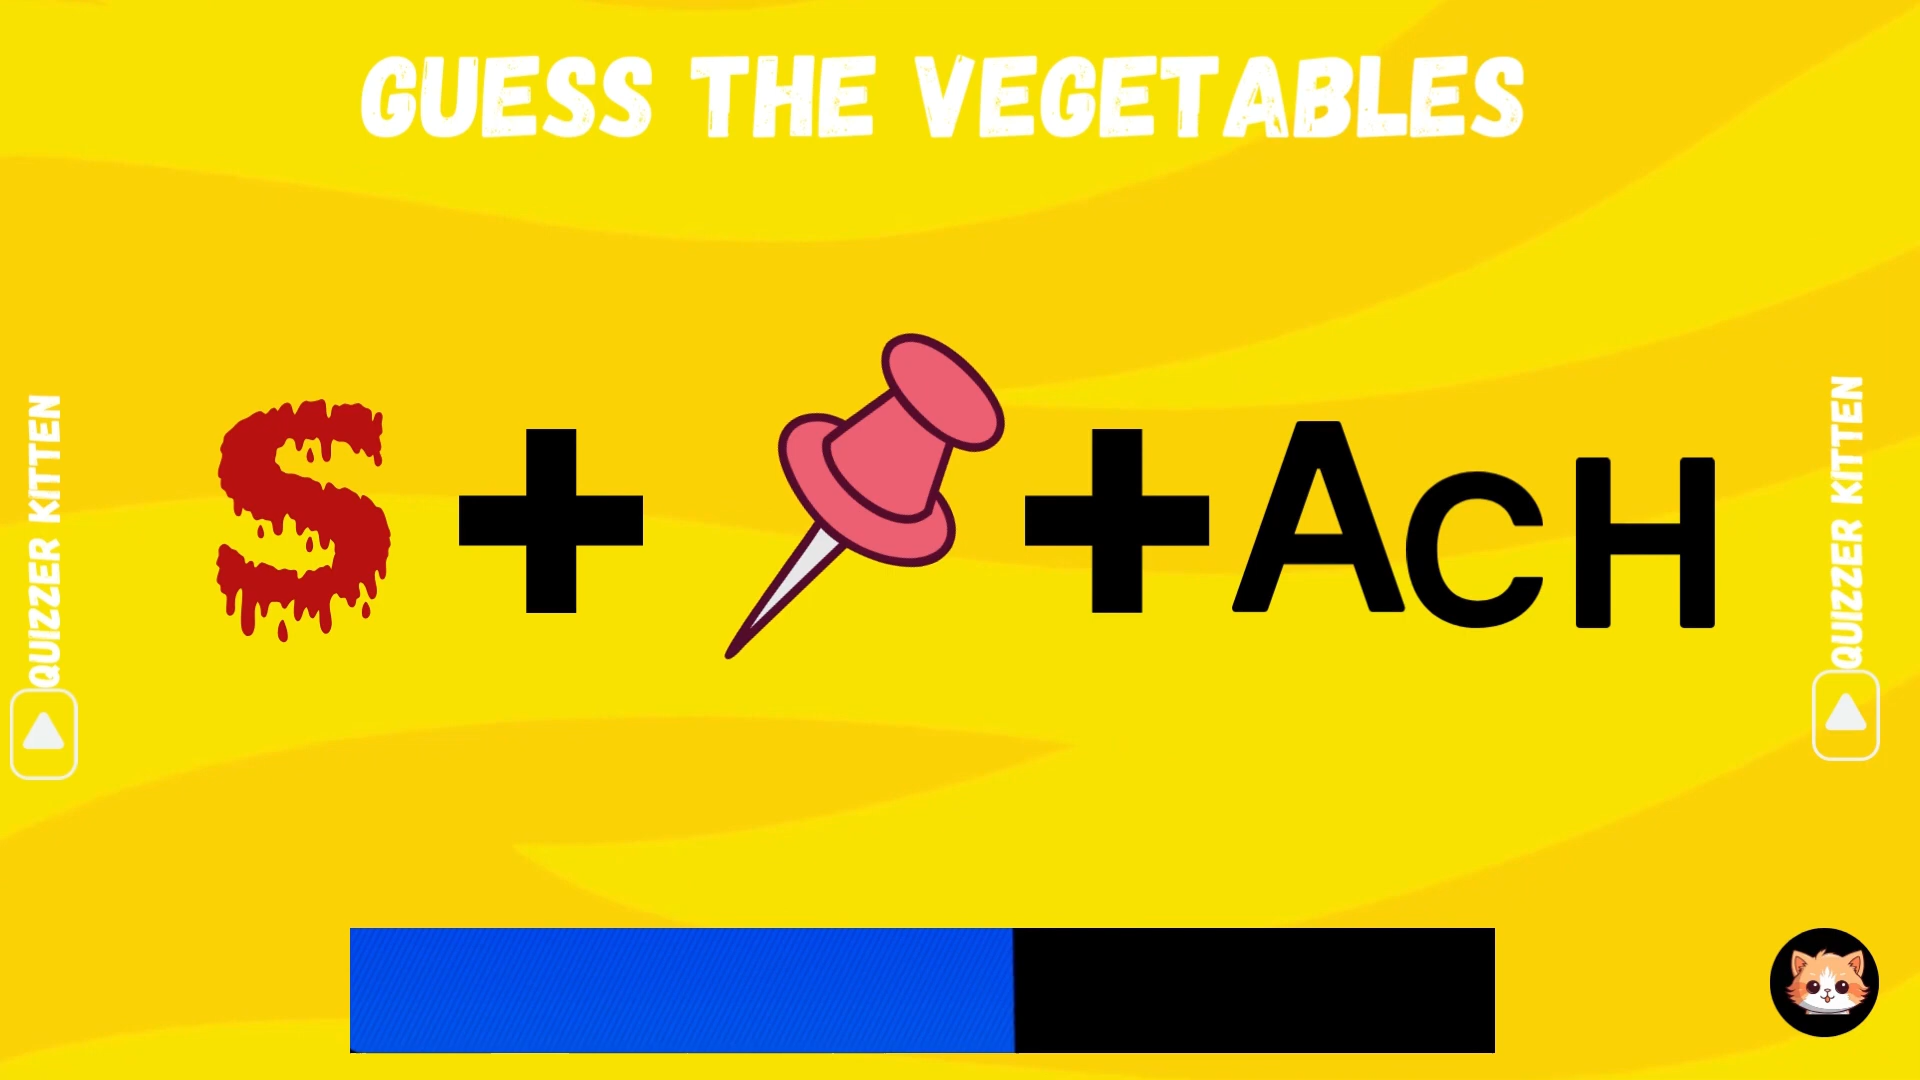 GUESS THE VEGETABLES
S + + ACH
QUIZZER KITTEN
QUIZZER KITTEN